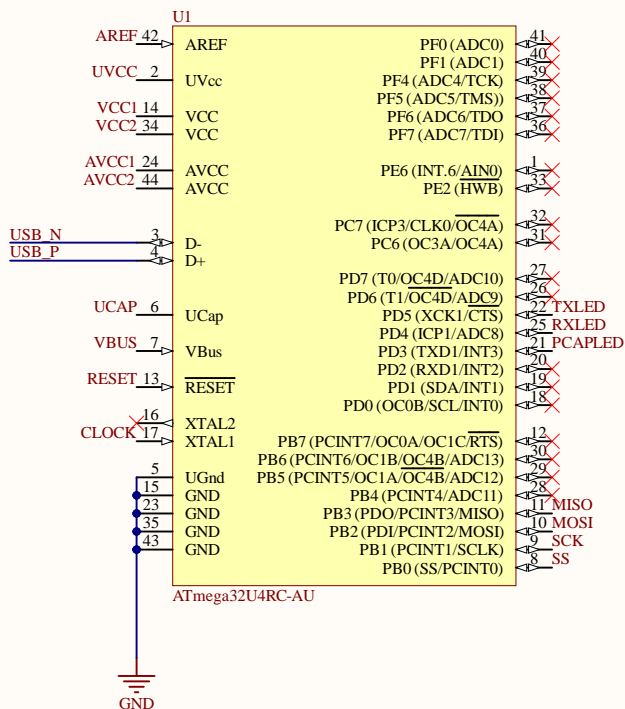 U1
AREF 42 AREF PF0 (ADC0) 41
PF1 (ADC1) 40
UVCC 2 UVcc PF4 (ADC4/TCK) 39
PF5 (ADC5/TMS)) 38
VCC1 14 VCC PF6 (ADC6/TDO 37
VCC2 34 VCC PF7 (ADC7/TDI) 36
AVCC1 24 AVCC PE6 (INT.6/AIN0) 1
AVCC2 44 AVCC PE2 (HWB) 33
PC7 (ICP3/CLK0/OC4A) 32
USB_N 3 D- PC6 (OC3A/OC4A) 31
USB_P 4 D+
PD7 (T0/OC4D/ADC10) 27
PD6 (T1/OC4D/ADC9) 26
UCAP 6 UCap PD5 (XCK1/CTS) 22 TXLED
PD4 (ICP1/ADC8) 25 RXLED
VBUS 7 VBus PD3 (TXD1/INT3) 21 PCAPLED
PD2 (RXD1/INT2) 20
RESET 13 RESET PD1 (SDA/INT1) 19
PD0 (OC0B/SCL/INT0) 18
16 XTAL2
CLOCK 17 XTAL1 PB7 (PCINT7/OC0A/OC1C/RTS) 12
PB6 (PCINT6/OC1B/OC4B/ADC13) 30
5 UGnd PB5 (PCINT5/OC1A/OC4B/ADC12) 29
15 GND PB4 (PCINT4/ADC11) 28
23 GND PB3 (PDO/PCINT3/MISO) 11 MISO
35 GND PB2 (PDI/PCINT2/MOSI) 10 MOSI
43 GND PB1 (PCINT1/SCLK) 9 SCK
PB0 (SS/PCINT0) 8 SS
ATmega32U4RC-AU
GND